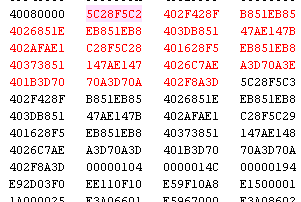 40080000 5C28F5C2 402F428F B851EB85
4026851E EB851EB8 403DB851 47AE147B
402AFAE1 C28F5C28 401628F5 EB851EB8
40373851 147AE147 4026C7AE A3D70A3E
401B3D70 70A3D70A 402F8A3D 5C28F5C3
402F428F B851EB85 4026851E EB851EB8
403DB851 47AE147B 402AFAE1 C28F5C29
401628F5 EB851EB8 40373851 147AE148
4026C7AE A3D70A3D 401B3D70 70A3D70A
402F8A3D 00000104 0000014C 00000194
E92D03F0 EE110F10 E59F10A8 E1500001